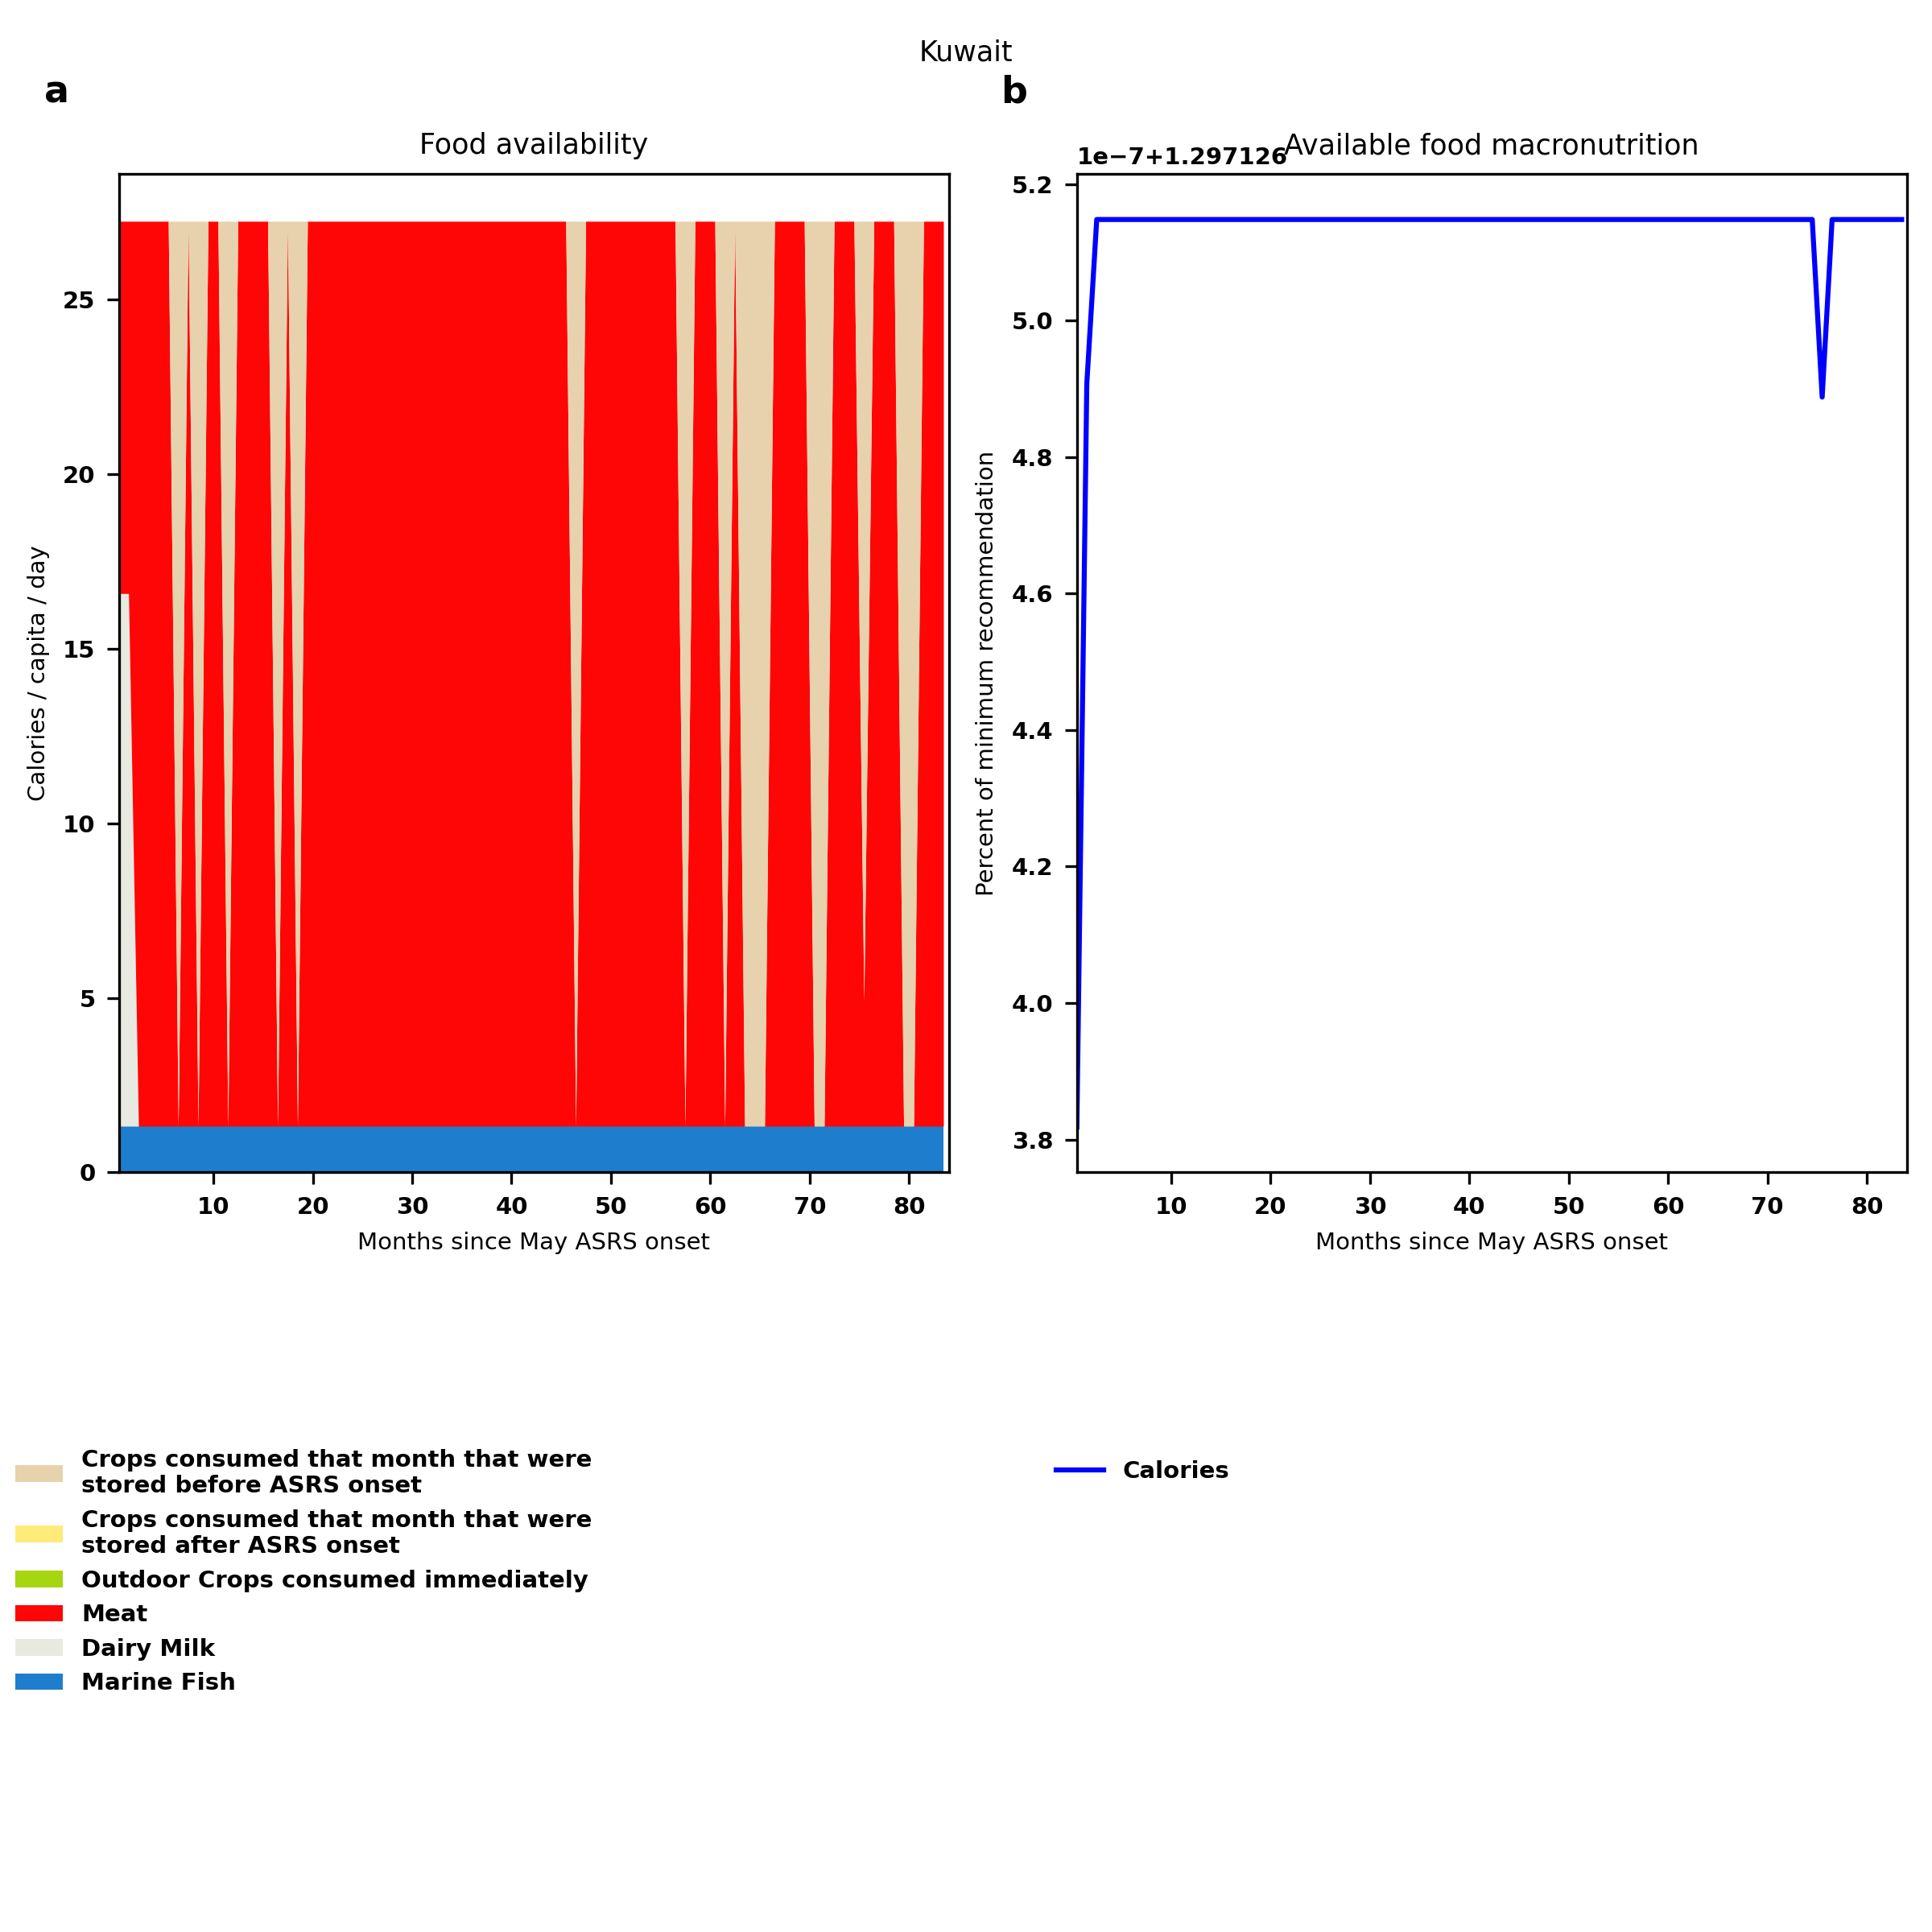 Kuwait
a
b
Food availability
Available food macronutrition
1e−7+1.297126
Calories / capita / day
25
20
15
10
5
0
10 20 30 40 50 60 70 80
Months since May ASRS onset
Percent of minimum recommendation
5.2
5.0
4.8
4.6
4.4
4.2
4.0
3.8
10 20 30 40 50 60 70 80
Months since May ASRS onset
Crops consumed that month that were
stored before ASRS onset
Crops consumed that month that were
stored after ASRS onset
Outdoor Crops consumed immediately
Meat
Dairy Milk
Marine Fish
Calories